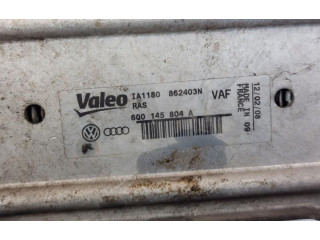 Valeo IA1180 862403N VAF
RAS
6Q0 145 804 A
12/02/08
MADE IN 09
FRANCE